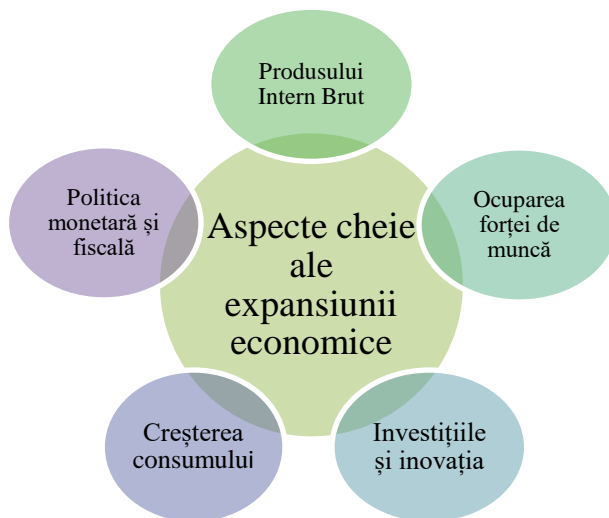 Produsului
Intern Brut
Politica
monetară și
fiscală
Ocuparea
forței de
muncă
Aspecte cheie
ale
expansiunii
economice
Creșterea
consumului
Investițiile
și inovația